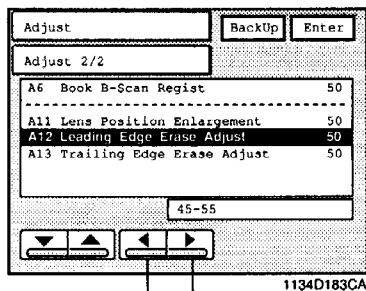 Adjust BackUp Enter
Adjust 2/2
A6 Book B-Scan Regist 50
A11 Lens Position Enlargement 50
A12 Leading Edge Erase Adjust 50
A13 Trailing Edge Erase Adjust 50
45-55
1134D183CA